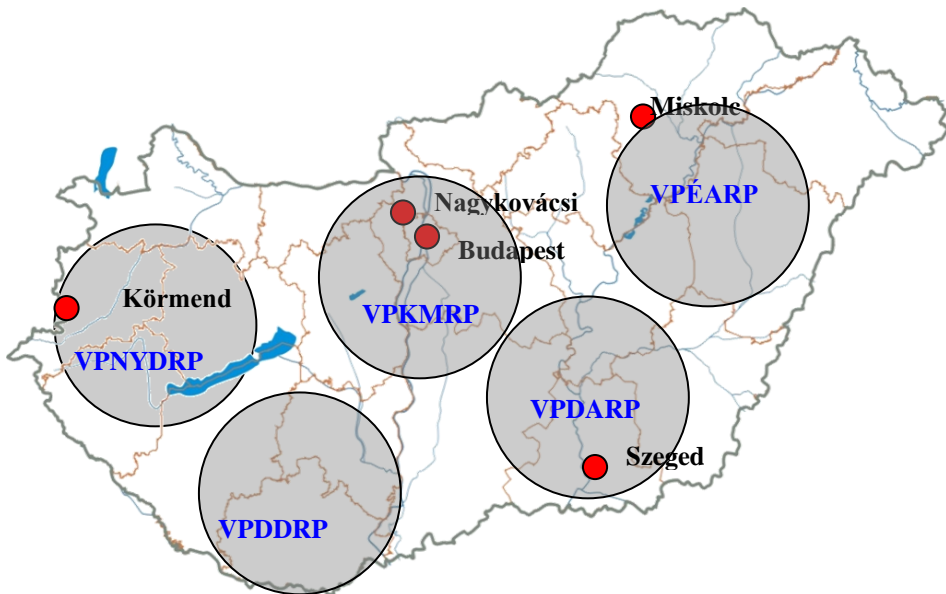 Miskolc
VPÉARP
Nagykovácsi
Budapest
Körmend
VPKMRP
VPNYDRP
VPDARP
Szeged
VPDDRP